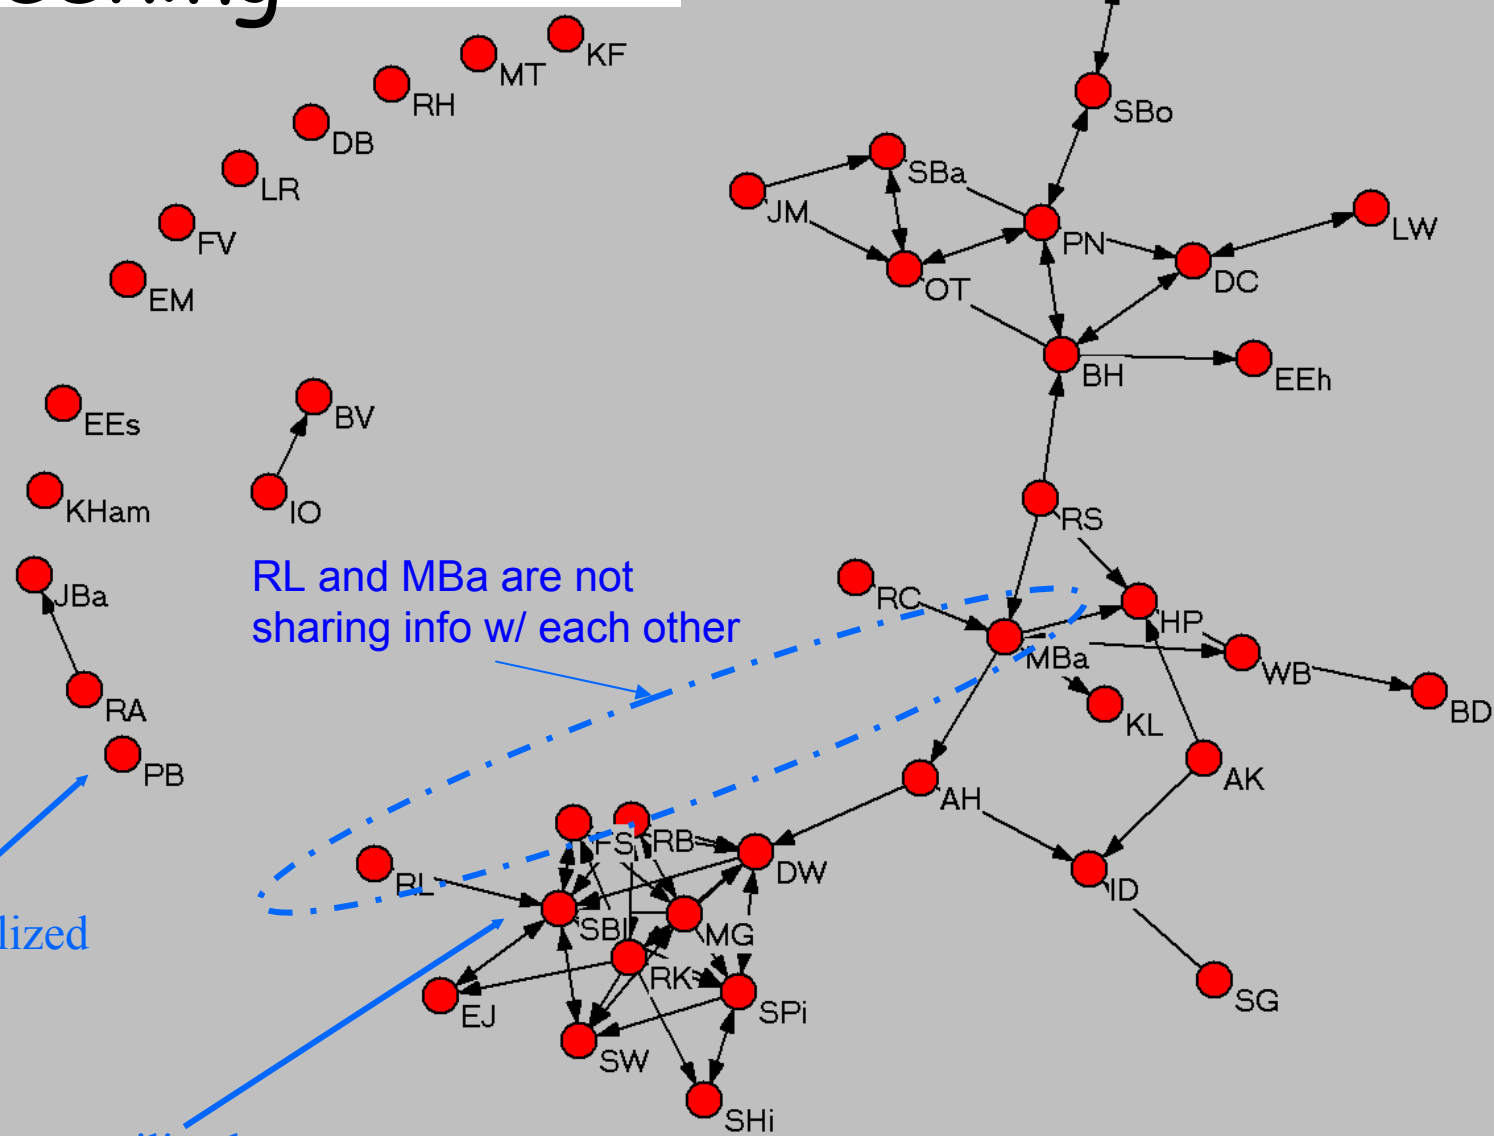 KF
MT
RH
DB
LR
FV
EM
EEs
KHam
BV
IO
JBa
RA
PB
SBo
SBa
JM
PN
LW
DC
OT
BH
EEh
RS
RL and MBa are not
sharing info w/ each other
RC
HP
MBa
WB
KL
BD
AK
AH
FS
RB
DW
RL
ID
SBl
MG
RK
SG
EJ
SPi
SW
SHi